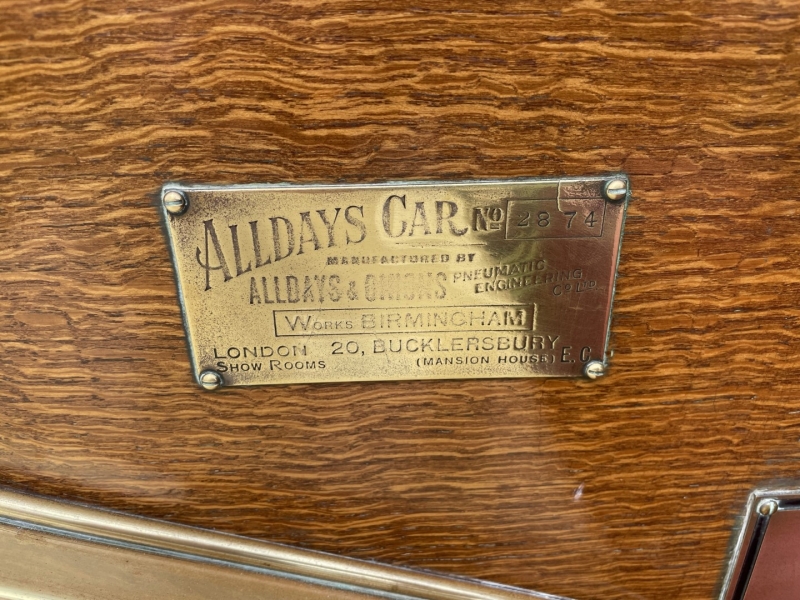 ALLDAYS CAR No 2874
MANUFACTURED BY
ALLDAYS & ONIONS PNEUMATIC ENGINEERING CO LTD
WORKS BIRMINGHAM
LONDON 20, BUCKLERSBURY
SHOW ROOMS (MANSION HOUSE) E.C.